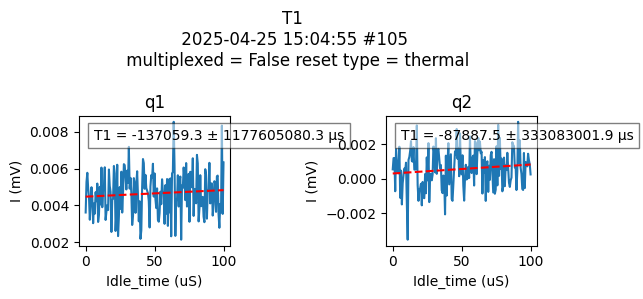 T1
2025-04-25 15:04:55 #105
multiplexed = False reset type = thermal
q1
T1 = -137059.3 ± 1177605080.3 µs
0.008
0.006
0.004
0.002
I (mV)
0
50
100
Idle_time (uS)
q2
T1 = -87887.5 ± 333083001.9 µs
0.002
0.000
−0.002
I (mV)
0
50
100
Idle_time (uS)